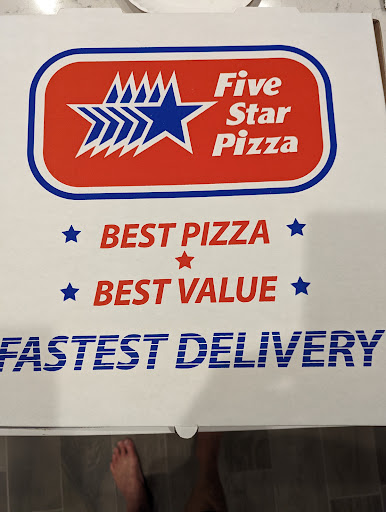 Five
Star
Pizza
BEST PIZZA
BEST VALUE
FASTEST DELIVERY